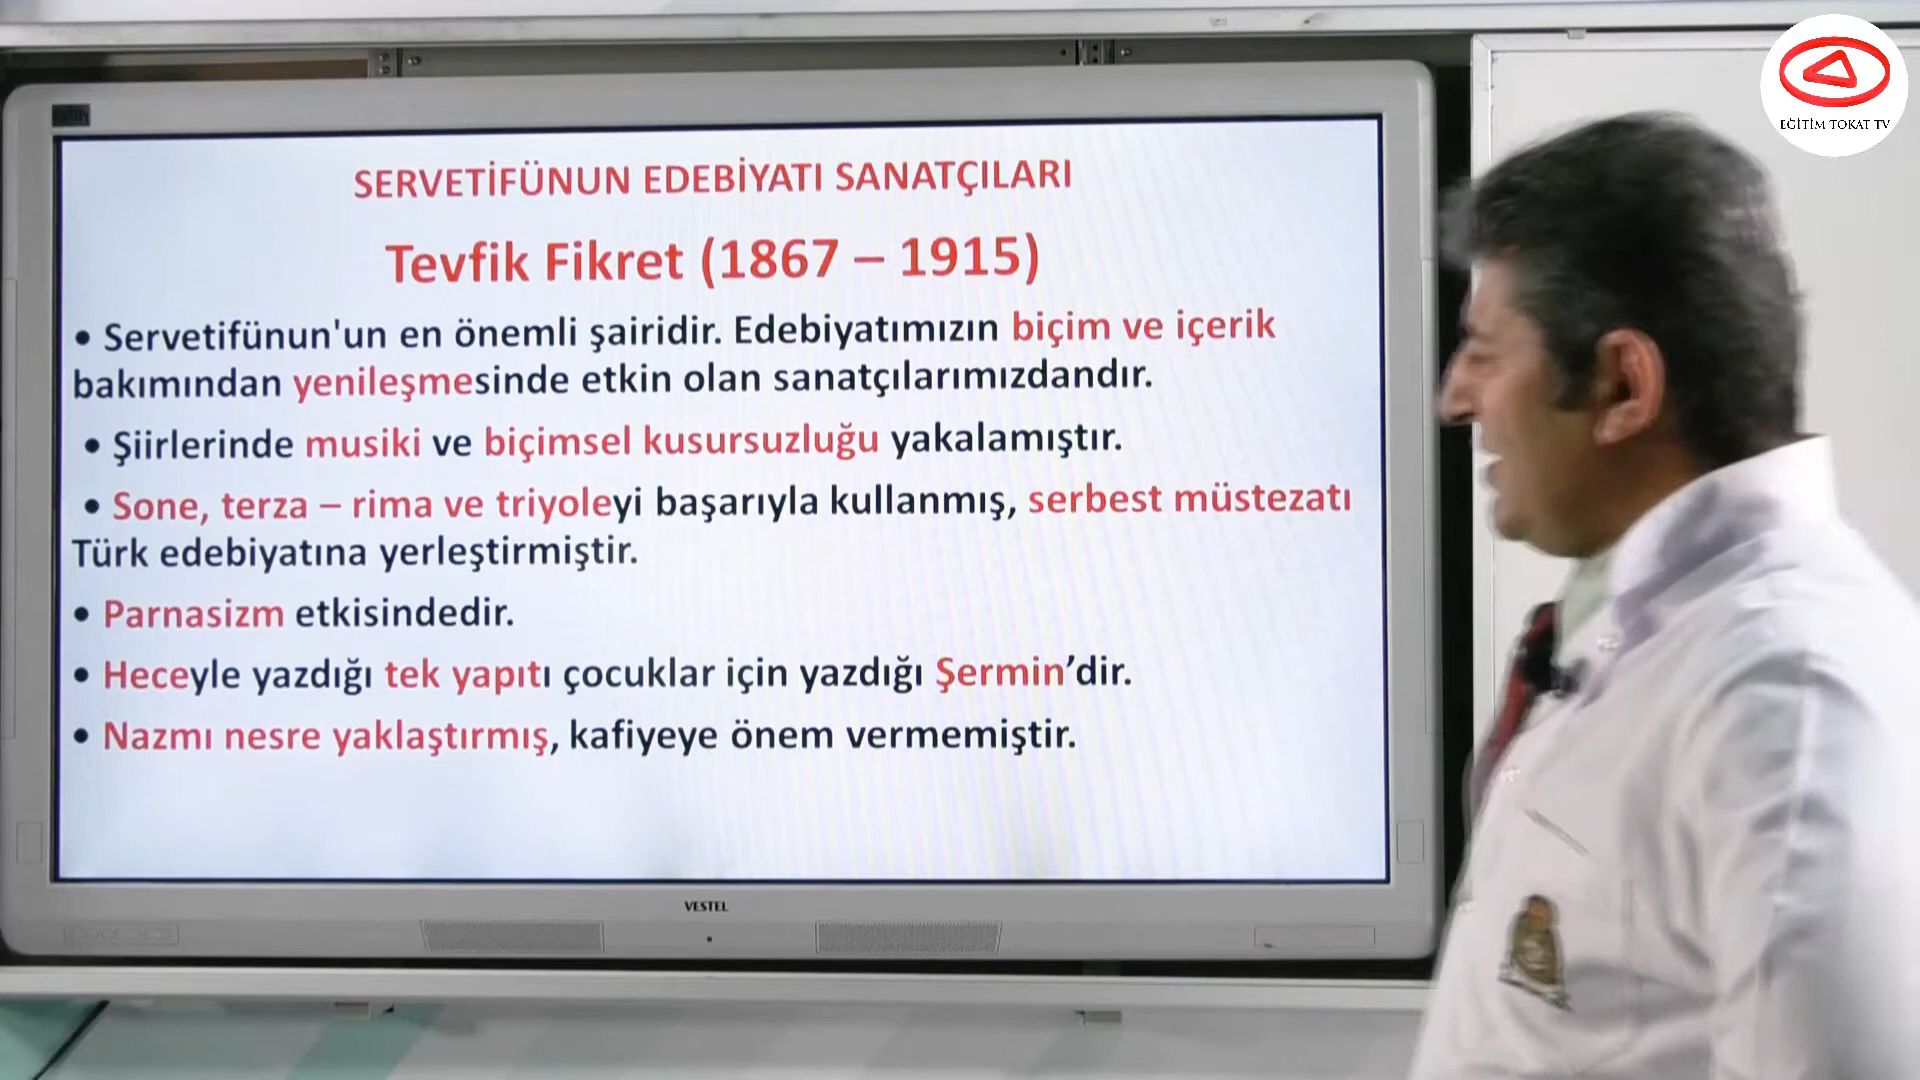 EĞİTİM TOKAT TV
SERVETİFÜNUN EDEBİYATI SANATÇILARI
Tevfik Fikret (1867 – 1915)
• Servetifünun'un en önemli şairidir. Edebiyatımızın biçim ve içerik
bakımından yenileşmesinde etkin olan sanatçılarımızdandır.
• Şiirlerinde musiki ve biçimsel kusursuzluğu yakalamıştır.
• Sone, terza – rima ve triyoleyi başarıyla kullanmış, serbest müstezatı
Türk edebiyatına yerleştirmiştir.
• Parnasizm etkisindedir.
• Heceyle yazdığı tek yapıtı çocuklar için yazdığı Şermin’dir.
• Nazmı nesre yaklaştırmış, kafiyeye önem vermemiştir.
VESTEL